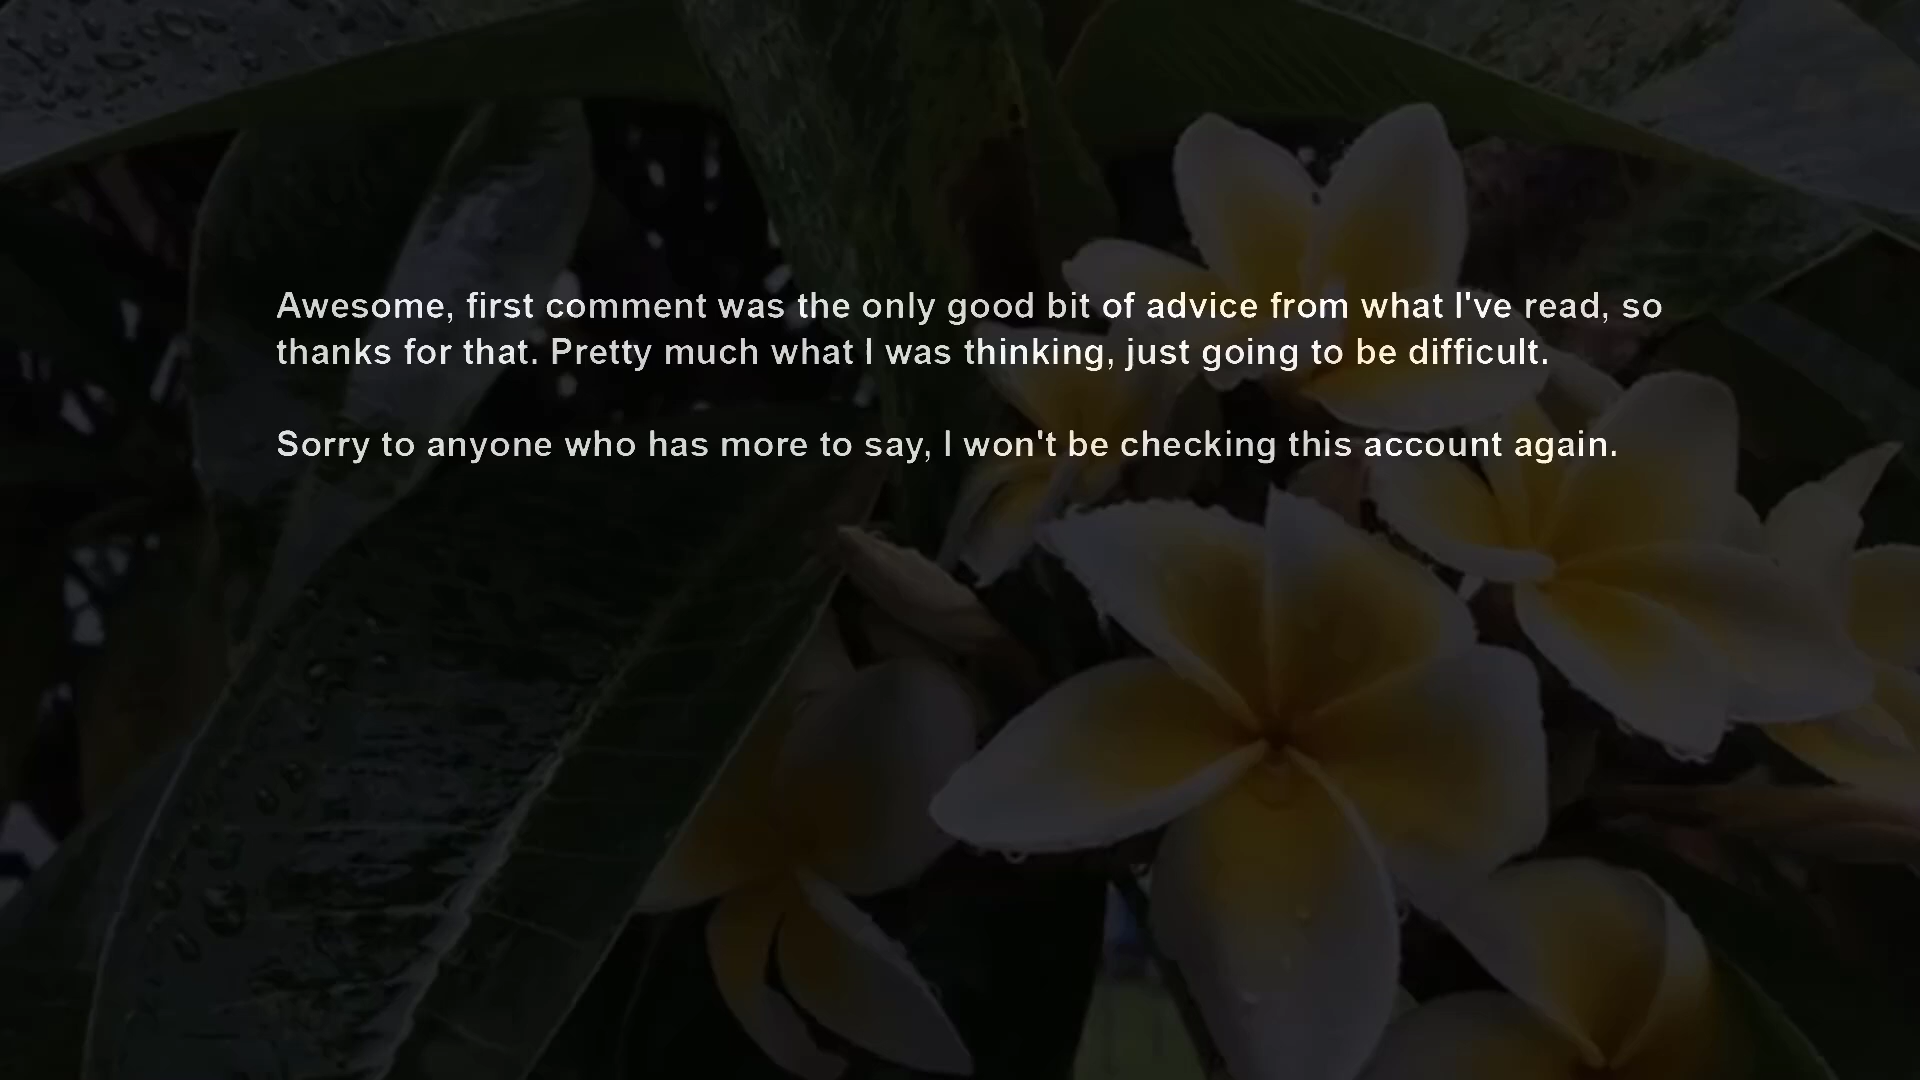 Awesome, first comment was the only good bit of advice from what I've read, so
thanks for that. Pretty much what I was thinking, just going to be difficult.
Sorry to anyone who has more to say, I won't be checking this account again.